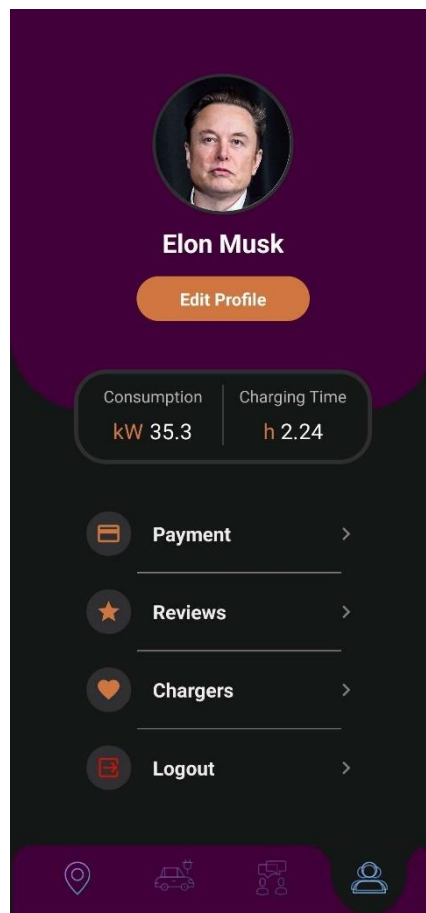 Elon Musk
Edit Profile
Consumption Charging Time
kW 35.3 h 2.24
Payment
Reviews
Chargers
Logout